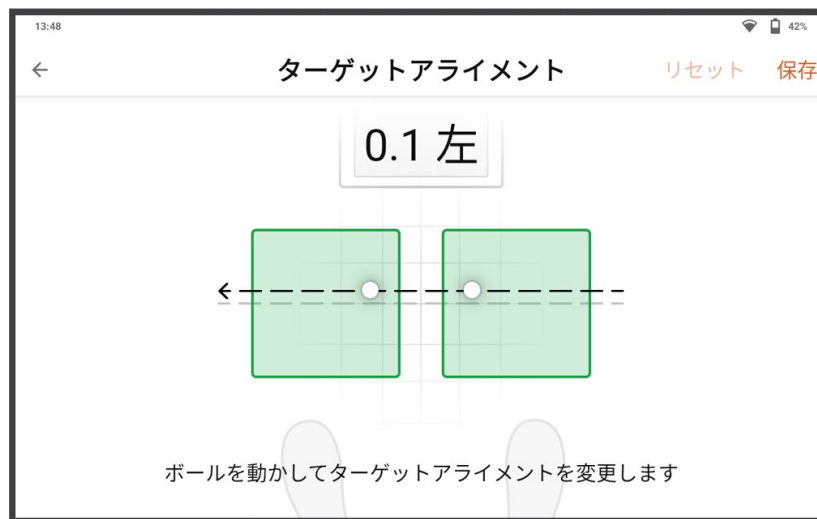 13:48
42%
ターゲットアライメント
リセット
保存
0.1 左
ボールを動かしてターゲットアライメントを変更します